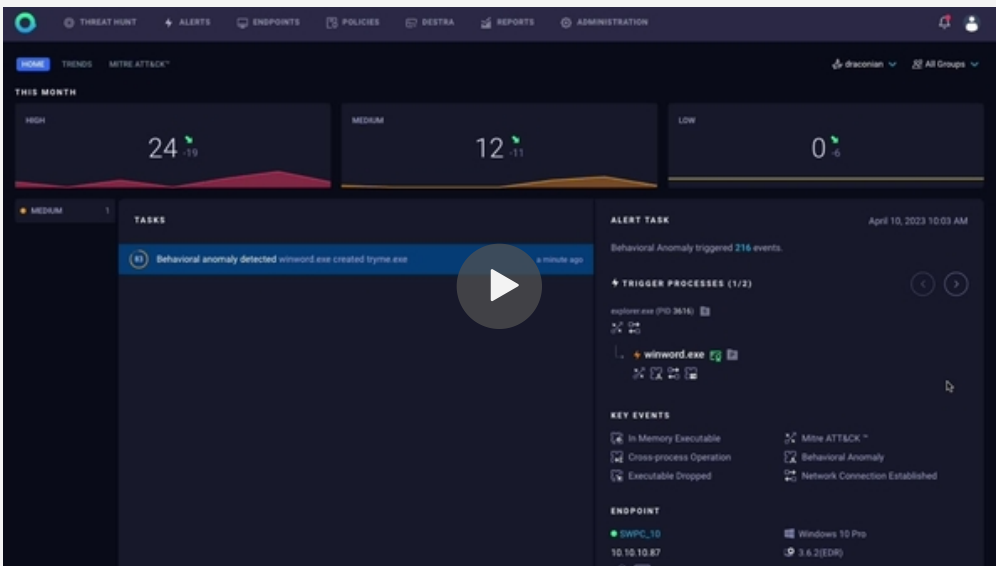 THREAT HUNT ALERTS ENDPOINTS POLICIES DESTRA REPORTS ADMINISTRATION
HOME TRENDS MITRE ATT&CK™ draconian All Groups
THIS MONTH
HIGH MEDIUM LOW
24 -19 12 -11 0 -6
MEDIUM 1
TASKS
Behavioral anomaly detected winword.exe created tryme.exe a minute ago
ALERT TASK April 10, 2023 10:03 AM
Behavioral Anomaly triggered 216 events.
TRIGGER PROCESSES (1/2)
explorer.exe (PID 3616)
winword.exe
KEY EVENTS
In Memory Executable Mitre ATT&CK ™
Cross-process Operation Behavioral Anomaly
Executable Dropped Network Connection Established
ENDPOINT
SWPC_10 Windows 10 Pro
10.10.10.87 3.6.2(EDR)